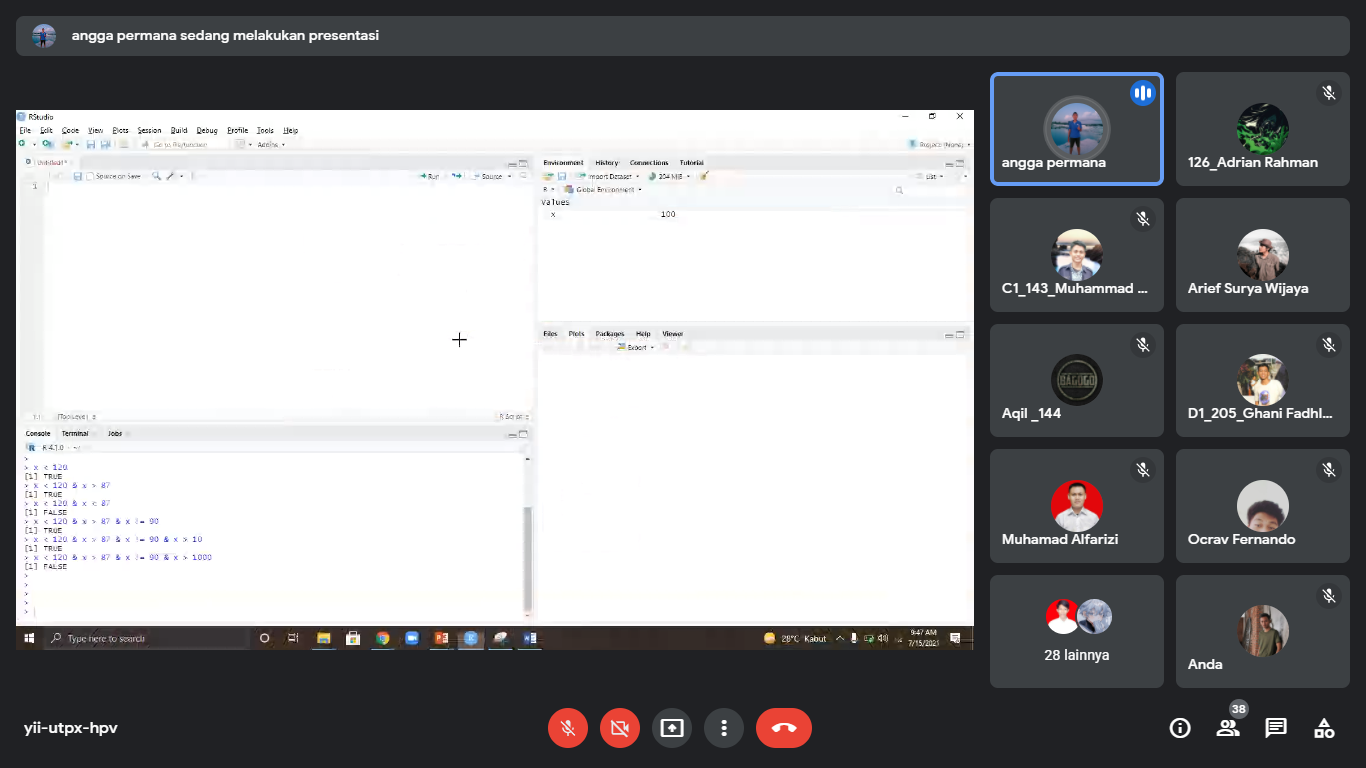 angga permana sedang melakukan presentasi
RStudio
File Edit Code View Plots Session Build Debug Profile Tools Help
Go to file/function Addins
Untitled1*
Source on Save Run Source
1
1:1 (Top Level) R Script
Console Terminal Jobs
R 4.1.0
>
> x < 120
[1] TRUE
> x < 120 & x > 87
[1] TRUE
> x < 120 & x < 87
[1] FALSE
> x < 120 & x > 87 & x != 90
[1] TRUE
> x < 120 & x > 87 & x != 90 & x > 10
[1] TRUE
> x < 120 & x > 87 & x != 90 & x > 1000
[1] FALSE
>
>
>
>
>
Environment History Connections Tutorial
Import Dataset 204 MiB List
R Global Environment
Values
x 100
Files Plots Packages Help Viewer
Export
Type here to search
28°C Kabut
9:47 AM
7/15/2021
angga permana
126_Adrian Rahman
C1_143_Muhammad ...
Arief Surya Wijaya
BAGOGO
Aqil _144
D1_205_Ghani Fadhl...
Muhamad Alfarizi
Ocrav Fernando
28 lainnya
Anda
yii-utpx-hpv
38